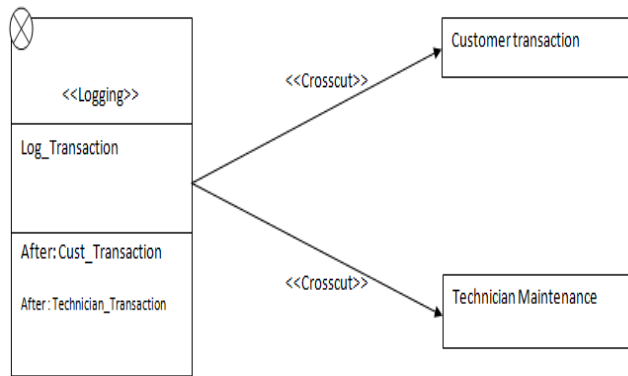 <<Logging>>
Log_Transaction
After: Cust_Transaction
After : Technician_Transaction
<<Crosscut>>
Customer transaction
<<Crosscut>>
Technician Maintenance